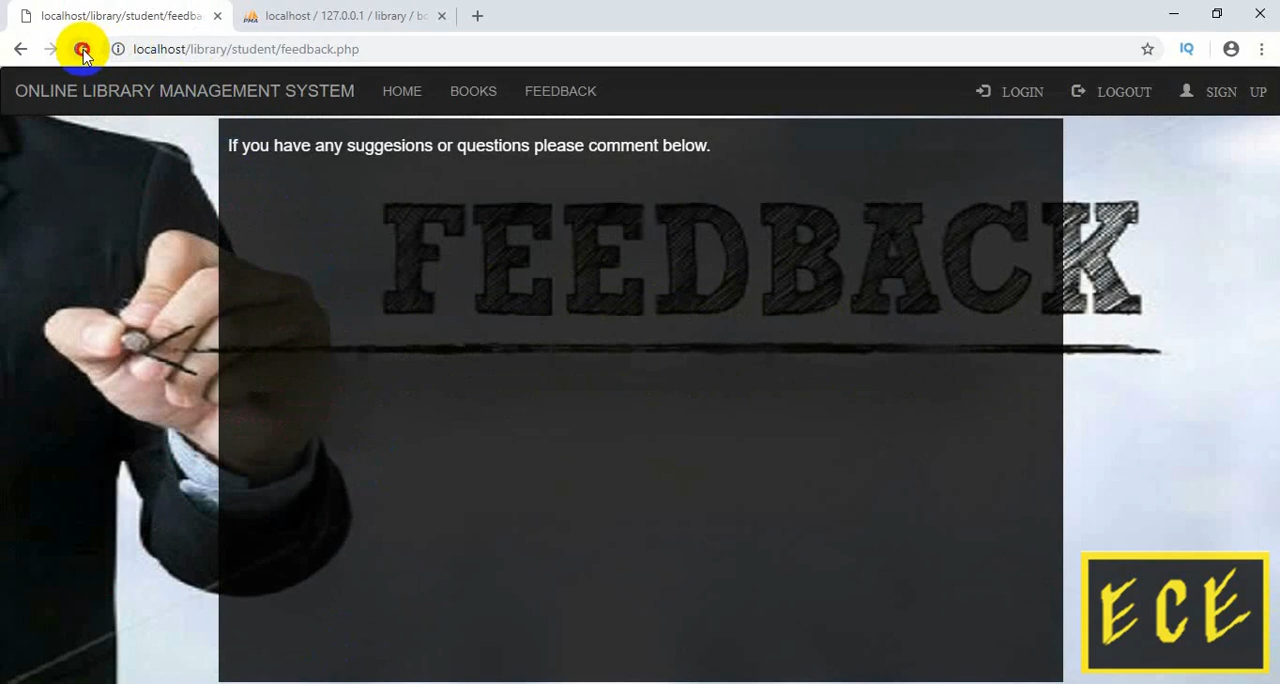 localhost/library/student/feedba
localhost / 127.0.0.1 / library / bo
localhost/library/student/feedback.php
IQ
ONLINE LIBRARY MANAGEMENT SYSTEM HOME BOOKS FEEDBACK LOGIN LOGOUT SIGN UP
If you have any suggesions or questions please comment below.
FEEDBACK
ECE